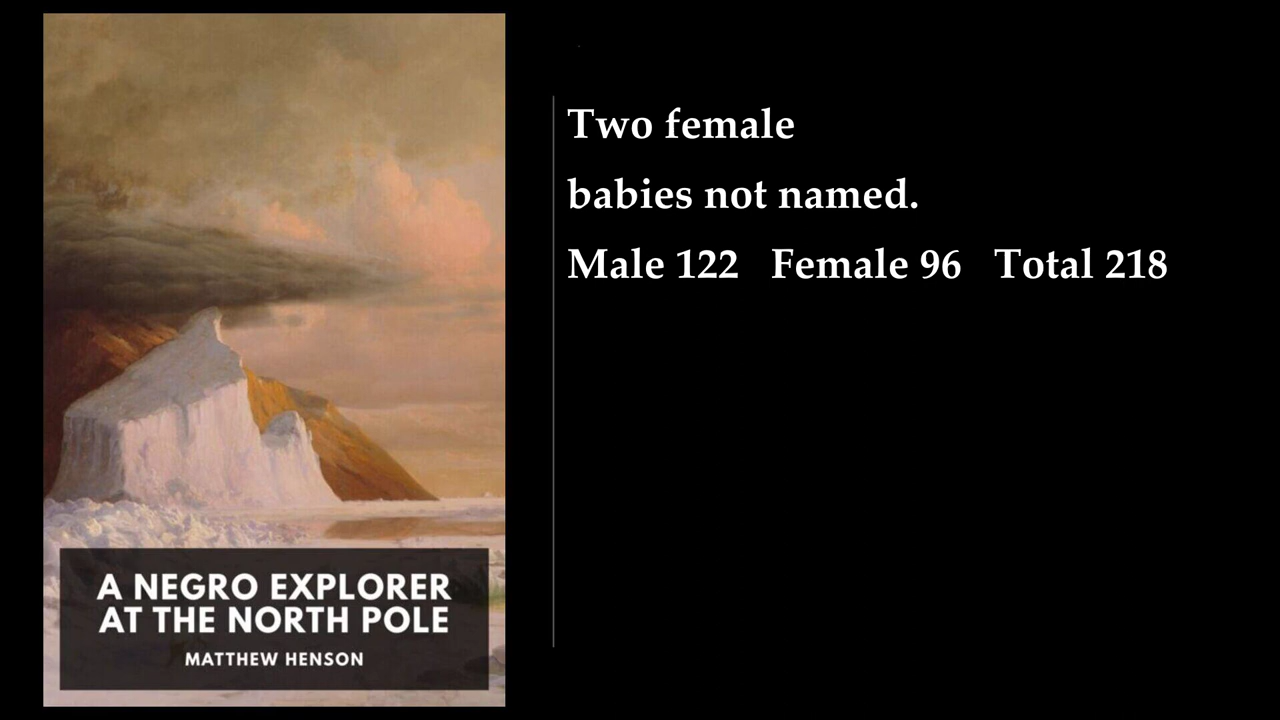 Two female
babies not named.
Male 122 Female 96 Total 218
A NEGRO EXPLORER
AT THE NORTH POLE
MATTHEW HENSON